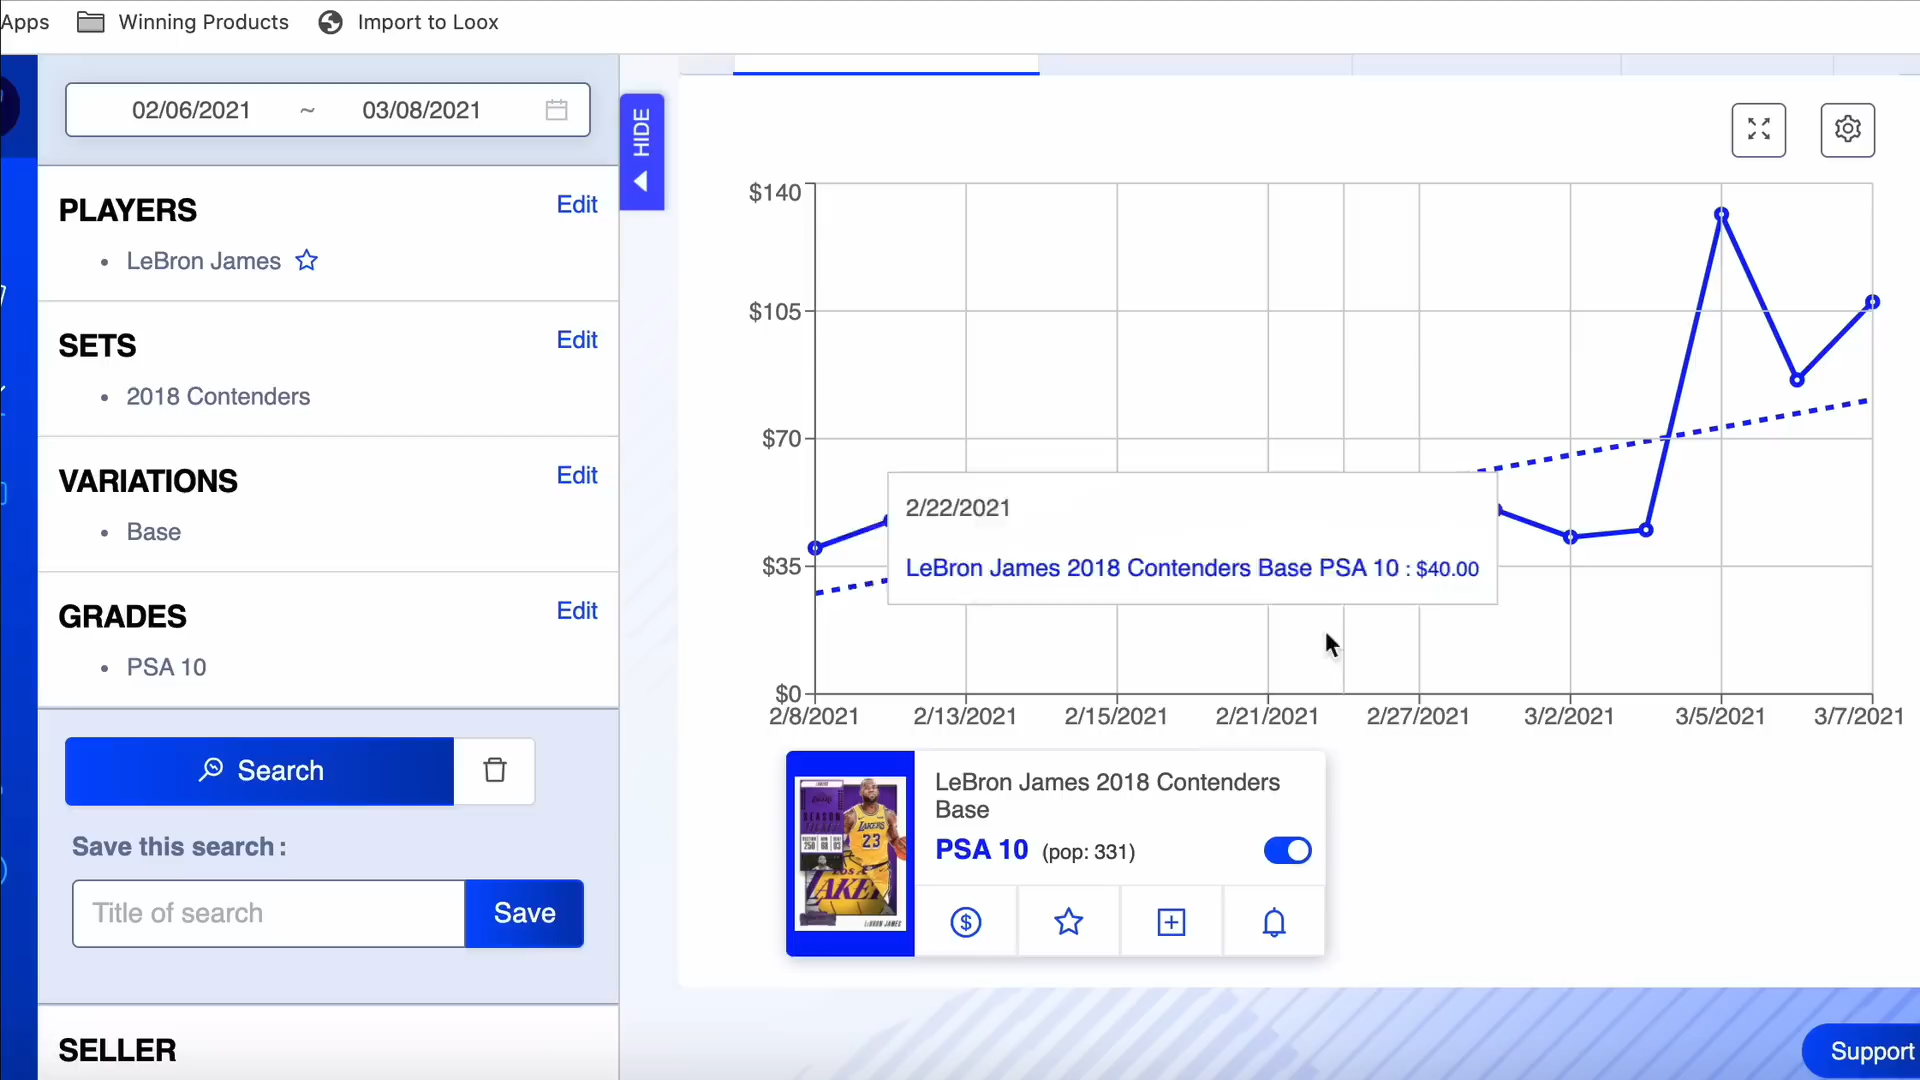 Apps Winning Products Import to Loox
02/06/2021 ~ 03/08/2021
HIDE
PLAYERS Edit
• LeBron James
SETS Edit
• 2018 Contenders
VARIATIONS Edit
• Base
GRADES Edit
• PSA 10
Search
Save this search :
Title of search Save
SELLER
$140
$105
$70
$35
$0
2/22/2021
LeBron James 2018 Contenders Base PSA 10 : $40.00
2/8/2021 2/13/2021 2/15/2021 2/21/2021 2/27/2021 3/2/2021 3/5/2021 3/7/2021
LeBron James 2018 Contenders
Base
PSA 10 (pop: 331)
LAKERS
23
Support